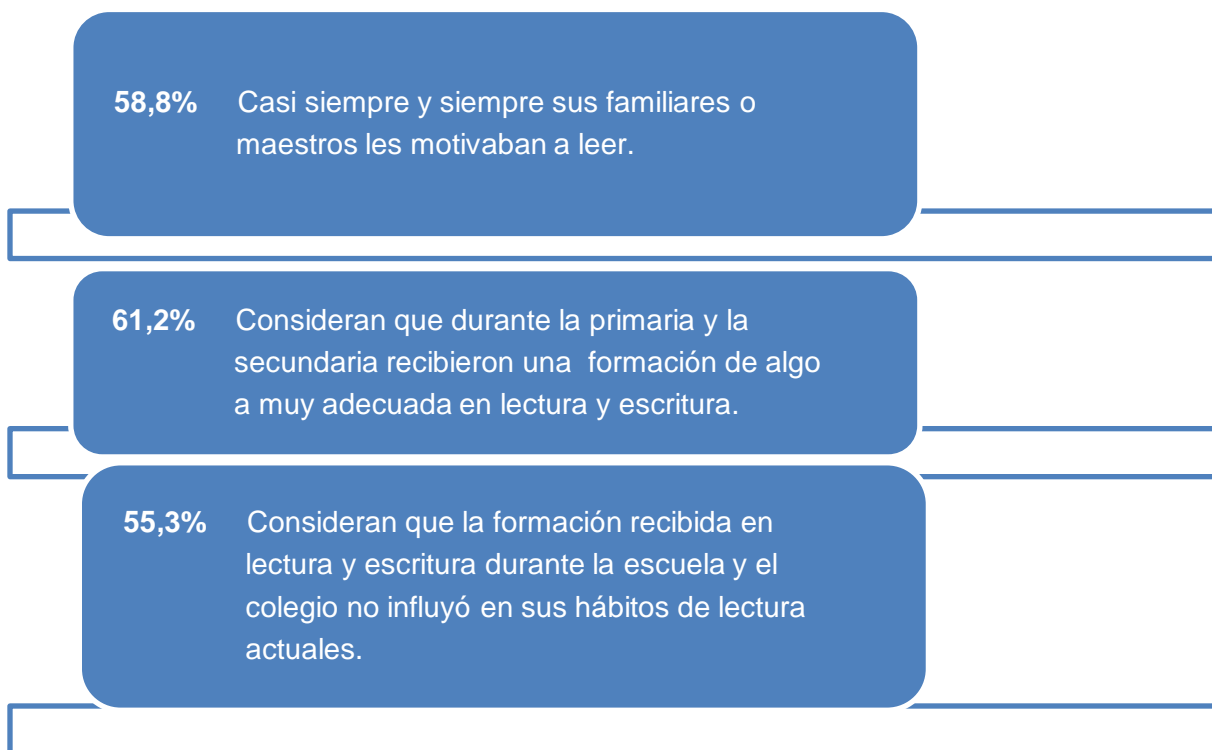 58,8% Casi siempre y siempre sus familiares o
maestros les motivaban a leer.
61,2% Consideran que durante la primaria y la
secundaria recibieron una formación de algo
a muy adecuada en lectura y escritura.
55,3% Consideran que la formación recibida en
lectura y escritura durante la escuela y el
colegio no influyó en sus hábitos de lectura
actuales.